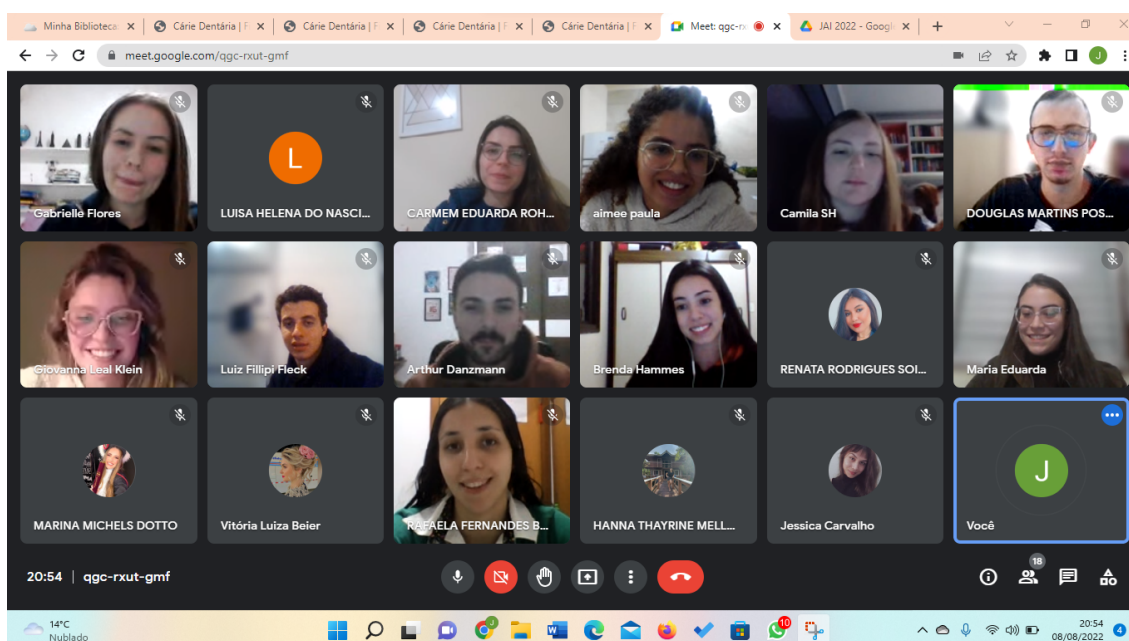 Minha Biblioteca:
Cárie Dentária | F
Cárie Dentária | F
Cárie Dentária | F
Cárie Dentária | F
Meet: qgc-rx
JAI 2022 - Googl
meet.google.com/qgc-rxut-gmf
J
Gabrielle Flores
L
LUISA HELENA DO NASCI...
CARMEM EDUARDA ROH...
aimee paula
Camila SH
DOUGLAS MARTINS POS...
Giovanna Leal Klein
Luiz Fillipi Fleck
Arthur Danzmann
Brenda Hammes
RENATA RODRIGUES SOI...
Maria Eduarda
MARINA MICHELS DOTTO
Vitória Luiza Beier
RAFAELA FERNANDES B...
HANNA THAYRINE MELL...
Jessica Carvalho
J
Você
20:54 | qgc-rxut-gmf
18
14°C
Nublado
10
20:54
08/08/2022
4